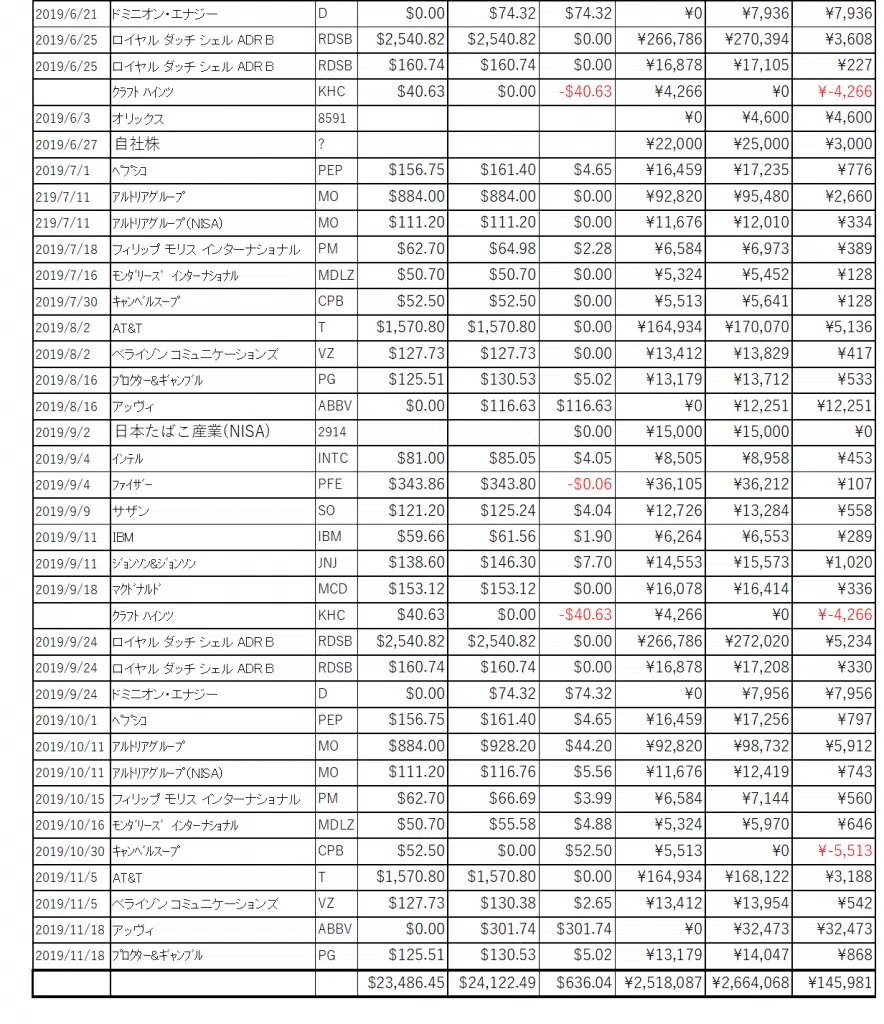 2019/6/21 ドミニオン・エナジー D $0.00 $74.32 $74.32 ¥0 ¥7,936 ¥7,936
2019/6/25 ロイヤル ダッチ シェル ADR B RDSB $2,540.82 $2,540.82 $0.00 ¥266,786 ¥270,394 ¥3,608
2019/6/25 ロイヤル ダッチ シェル ADR B RDSB $160.74 $160.74 $0.00 ¥16,878 ¥17,105 ¥227
クラフト ハインツ KHC $40.63 $0.00 -$40.63 ¥4,266 ¥0 ¥-4,266
2019/6/3 オリックス 8591 ¥0 ¥4,600 ¥4,600
2019/6/27 自社株 ? ¥22,000 ¥25,000 ¥3,000
2019/7/1 ペプシコ PEP $156.75 $161.40 $4.65 ¥16,459 ¥17,235 ¥776
219/7/11 アルトリアグループ MO $884.00 $884.00 $0.00 ¥92,820 ¥95,480 ¥2,660
219/7/11 アルトリアグループ(NISA) MO $111.20 $111.20 $0.00 ¥11,676 ¥12,010 ¥334
2019/7/18 フィリップ モリス インターナショナル PM $62.70 $64.98 $2.28 ¥6,584 ¥6,973 ¥389
2019/7/16 モンダリーズ インターナショナル MDLZ $50.70 $50.70 $0.00 ¥5,324 ¥5,452 ¥128
2019/7/30 キャンベルスープ CPB $52.50 $52.50 $0.00 ¥5,513 ¥5,641 ¥128
2019/8/2 AT&T T $1,570.80 $1,570.80 $0.00 ¥164,934 ¥170,070 ¥5,136
2019/8/2 ベライゾン コミュニケーションズ VZ $127.73 $127.73 $0.00 ¥13,412 ¥13,829 ¥417
2019/8/16 プロクター&ギャンブル PG $125.51 $130.53 $5.02 ¥13,179 ¥13,712 ¥533
2019/8/16 アッヴィ ABBV $0.00 $116.63 $116.63 ¥0 ¥12,251 ¥12,251
2019/9/2 日本たばこ産業(NISA) 2914 $0.00 ¥15,000 ¥15,000 ¥0
2019/9/4 インテル INTC $81.00 $85.05 $4.05 ¥8,505 ¥8,958 ¥453
2019/9/4 ファイザー PFE $343.86 $343.80 -$0.06 ¥36,105 ¥36,212 ¥107
2019/9/9 サザン SO $121.20 $125.24 $4.04 ¥12,726 ¥13,284 ¥558
2019/9/11 IBM IBM $59.66 $61.56 $1.90 ¥6,264 ¥6,553 ¥289
2019/9/11 ジョンソン&ジョンソン JNJ $138.60 $146.30 $7.70 ¥14,553 ¥15,573 ¥1,020
2019/9/18 マクドナルド MCD $153.12 $153.12 $0.00 ¥16,078 ¥16,414 ¥336
クラフト ハインツ KHC $40.63 $0.00 -$40.63 ¥4,266 ¥0 ¥-4,266
2019/9/24 ロイヤル ダッチ シェル ADR B RDSB $2,540.82 $2,540.82 $0.00 ¥266,786 ¥272,020 ¥5,234
2019/9/24 ロイヤル ダッチ シェル ADR B RDSB $160.74 $160.74 $0.00 ¥16,878 ¥17,208 ¥330
2019/9/24 ドミニオン・エナジー D $0.00 $74.32 $74.32 ¥0 ¥7,956 ¥7,956
2019/10/1 ペプシコ PEP $156.75 $161.40 $4.65 ¥16,459 ¥17,256 ¥797
2019/10/11 アルトリアグループ MO $884.00 $928.20 $44.20 ¥92,820 ¥98,732 ¥5,912
2019/10/11 アルトリアグループ(NISA) MO $111.20 $116.76 $5.56 ¥11,676 ¥12,419 ¥743
2019/10/15 フィリップ モリス インターナショナル PM $62.70 $66.69 $3.99 ¥6,584 ¥7,144 ¥560
2019/10/16 モンダリーズ インターナショナル MDLZ $50.70 $55.58 $4.88 ¥5,324 ¥5,970 ¥646
2019/10/30 キャンベルスープ CPB $52.50 $0.00 $52.50 ¥5,513 ¥0 ¥-5,513
2019/11/5 AT&T T $1,570.80 $1,570.80 $0.00 ¥164,934 ¥168,122 ¥3,188
2019/11/5 ベライゾン コミュニケーションズ VZ $127.73 $130.38 $2.65 ¥13,412 ¥13,954 ¥542
2019/11/18 アッヴィ ABBV $0.00 $301.74 $301.74 ¥0 ¥32,473 ¥32,473
2019/11/18 プロクター&ギャンブル PG $125.51 $130.53 $5.02 ¥13,179 ¥14,047 ¥868
$23,486.45 $24,122.49 $636.04 ¥2,518,087 ¥2,664,068 ¥145,981